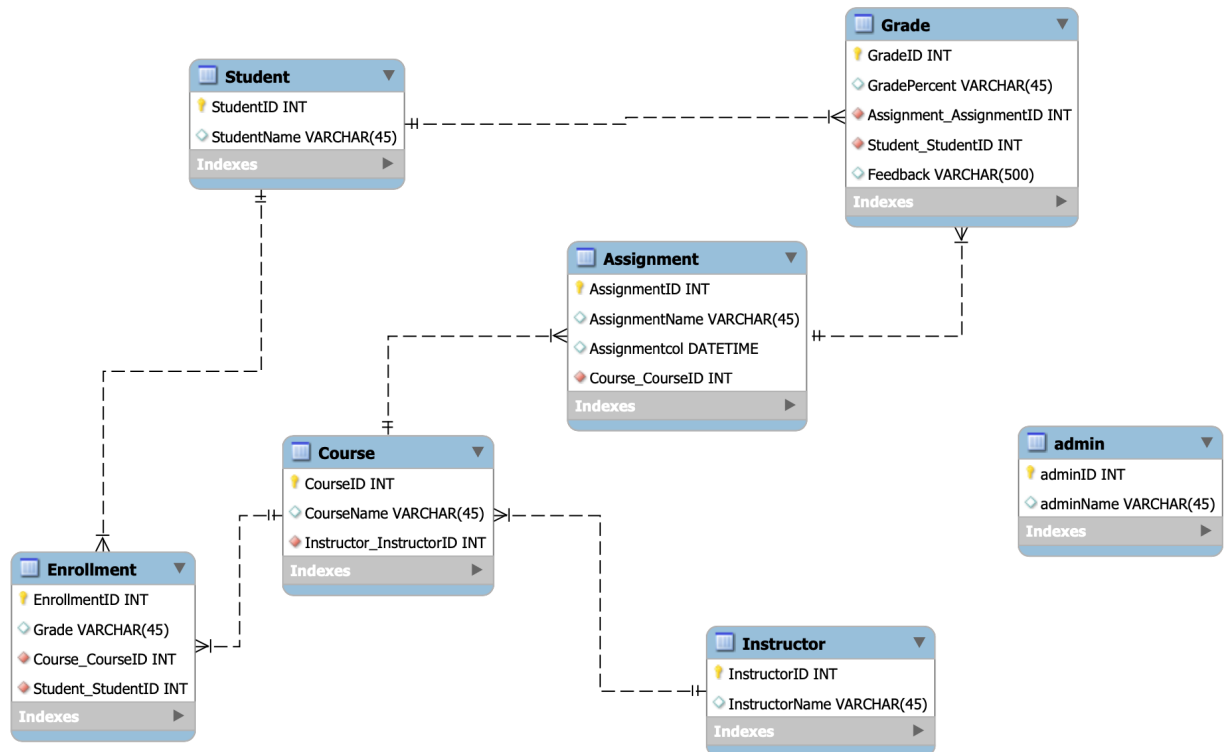 Student
StudentID INT
StudentName VARCHAR(45)
Indexes
Grade
GradeID INT
GradePercent VARCHAR(45)
Assignment_AssignmentID INT
Student_StudentID INT
Feedback VARCHAR(500)
Indexes
Assignment
AssignmentID INT
AssignmentName VARCHAR(45)
Assignmentcol DATETIME
Course_CourseID INT
Indexes
Course
CourseID INT
CourseName VARCHAR(45)
Instructor_InstructorID INT
Indexes
admin
adminID INT
adminName VARCHAR(45)
Indexes
Enrollment
EnrollmentID INT
Grade VARCHAR(45)
Course_CourseID INT
Student_StudentID INT
Indexes
Instructor
InstructorID INT
InstructorName VARCHAR(45)
Indexes